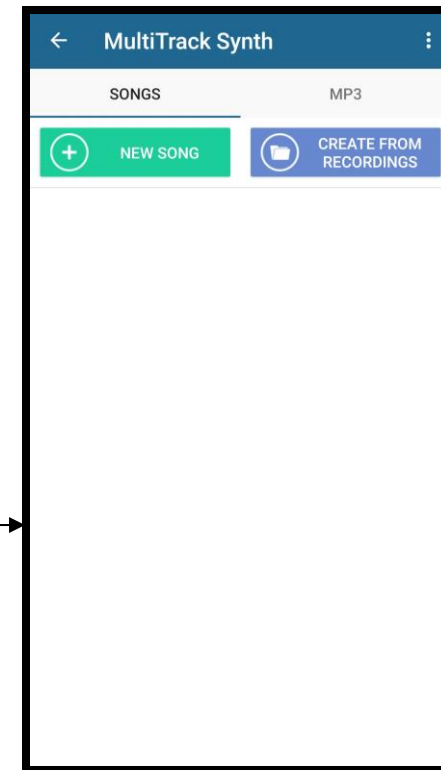 MultiTrack Synth
SONGS
MP3
NEW SONG
CREATE FROM
RECORDINGS